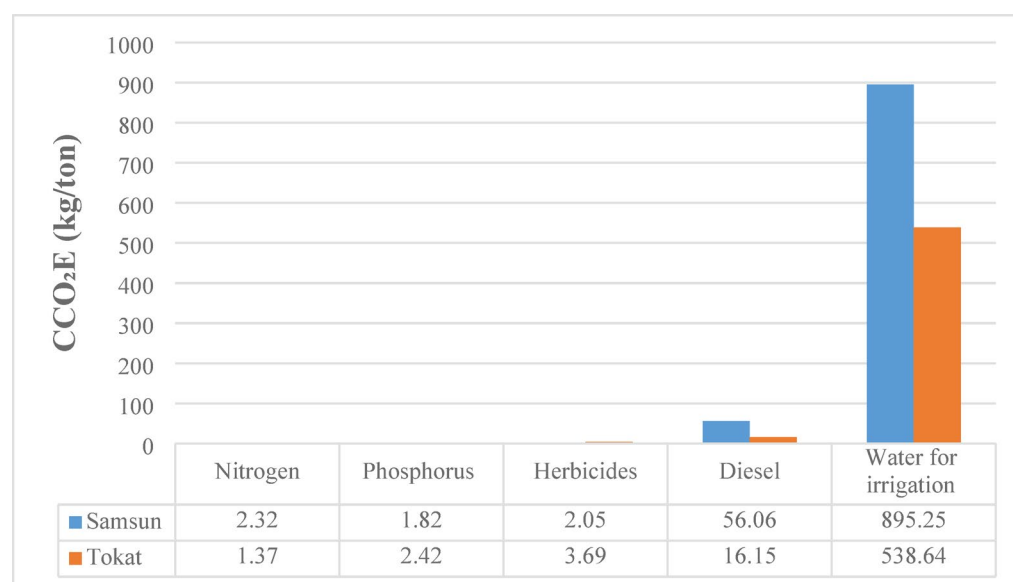 1000
900
800
700
600
500
400
300
200
100
0
CCO₂E (kg/ton)
Nitrogen Phosphorus Herbicides Diesel Water for irrigation
Samsun 2.32 1.82 2.05 56.06 895.25
Tokat 1.37 2.42 3.69 16.15 538.64